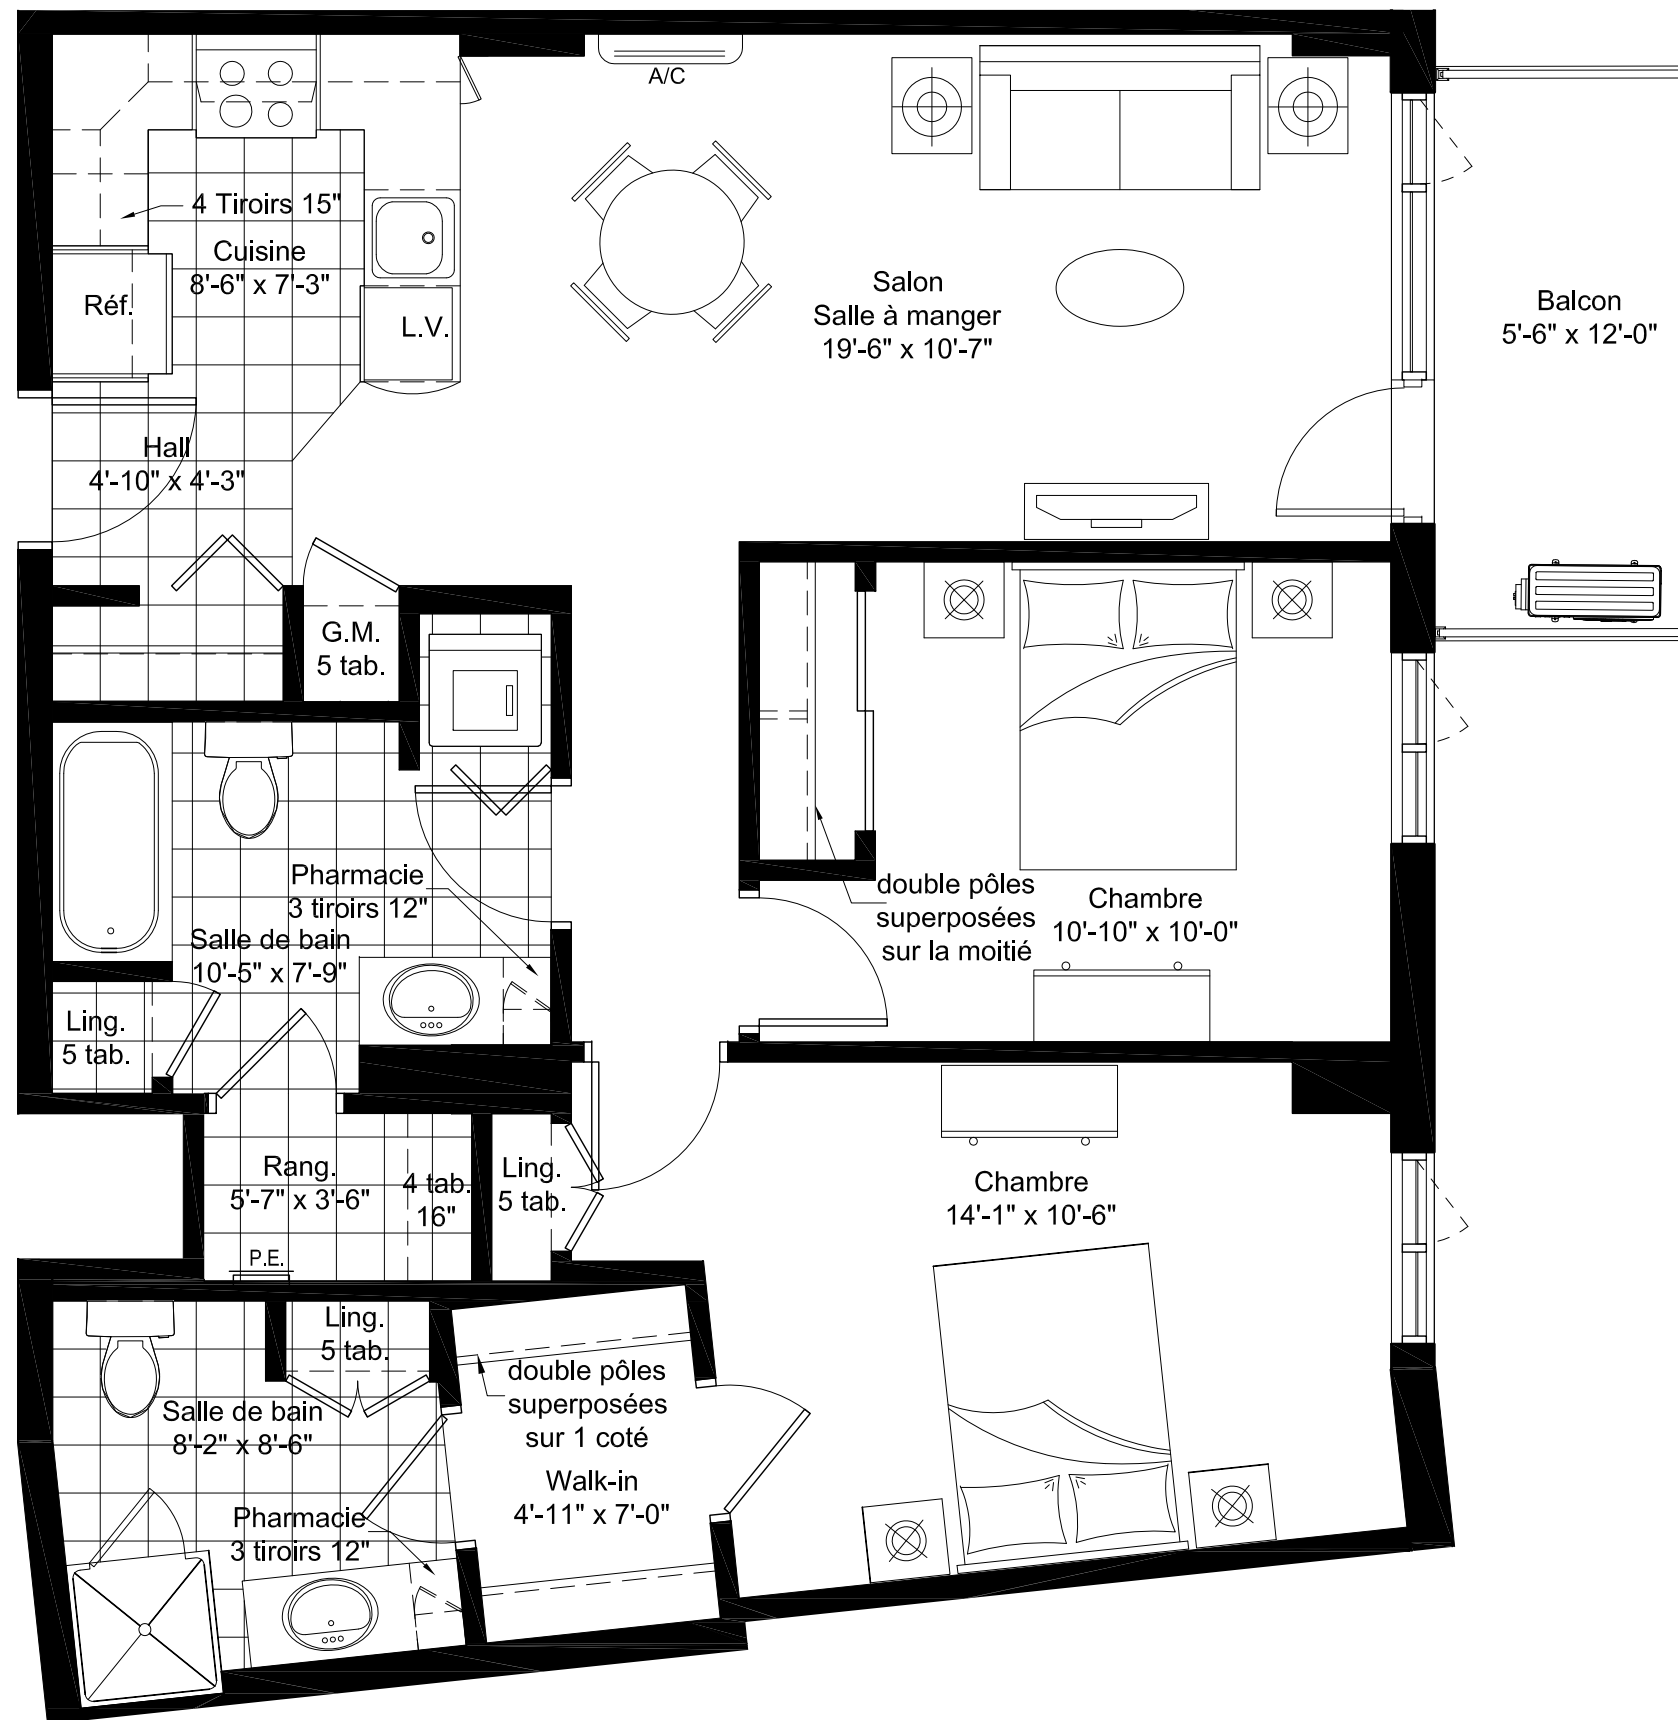 A/C
4 Tiroirs 15"
Cuisine
8'-6" x 7'-3"
Réf.
L.V.
Salon
Salle à manger
19'-6" x 10'-7"
Balcon
5'-6" x 12'-0"
Hall
4'-10" x 4'-3"
G.M.
5 tab.
Pharmacie
3 tiroirs 12"
Salle de bain
10'-5" x 7'-9"
double pôles
superposées
sur la moitié
Chambre
10'-10" x 10'-0"
Ling.
5 tab.
Rang.
5'-7" x 3'-6"
4 tab.
16"
Ling.
5 tab.
P.E.
Chambre
14'-1" x 10'-6"
Ling.
5 tab.
double pôles
superposées
sur 1 coté
Salle de bain
8'-2" x 8'-6"
Walk-in
4'-11" x 7'-0"
Pharmacie
3 tiroirs 12"